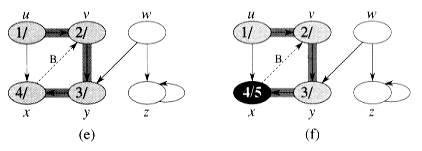 u v w u v w
1/ 2/ 1/ 2/
B B
4/ 3/ 4/5 3/
x y z x y z
(e) (f)